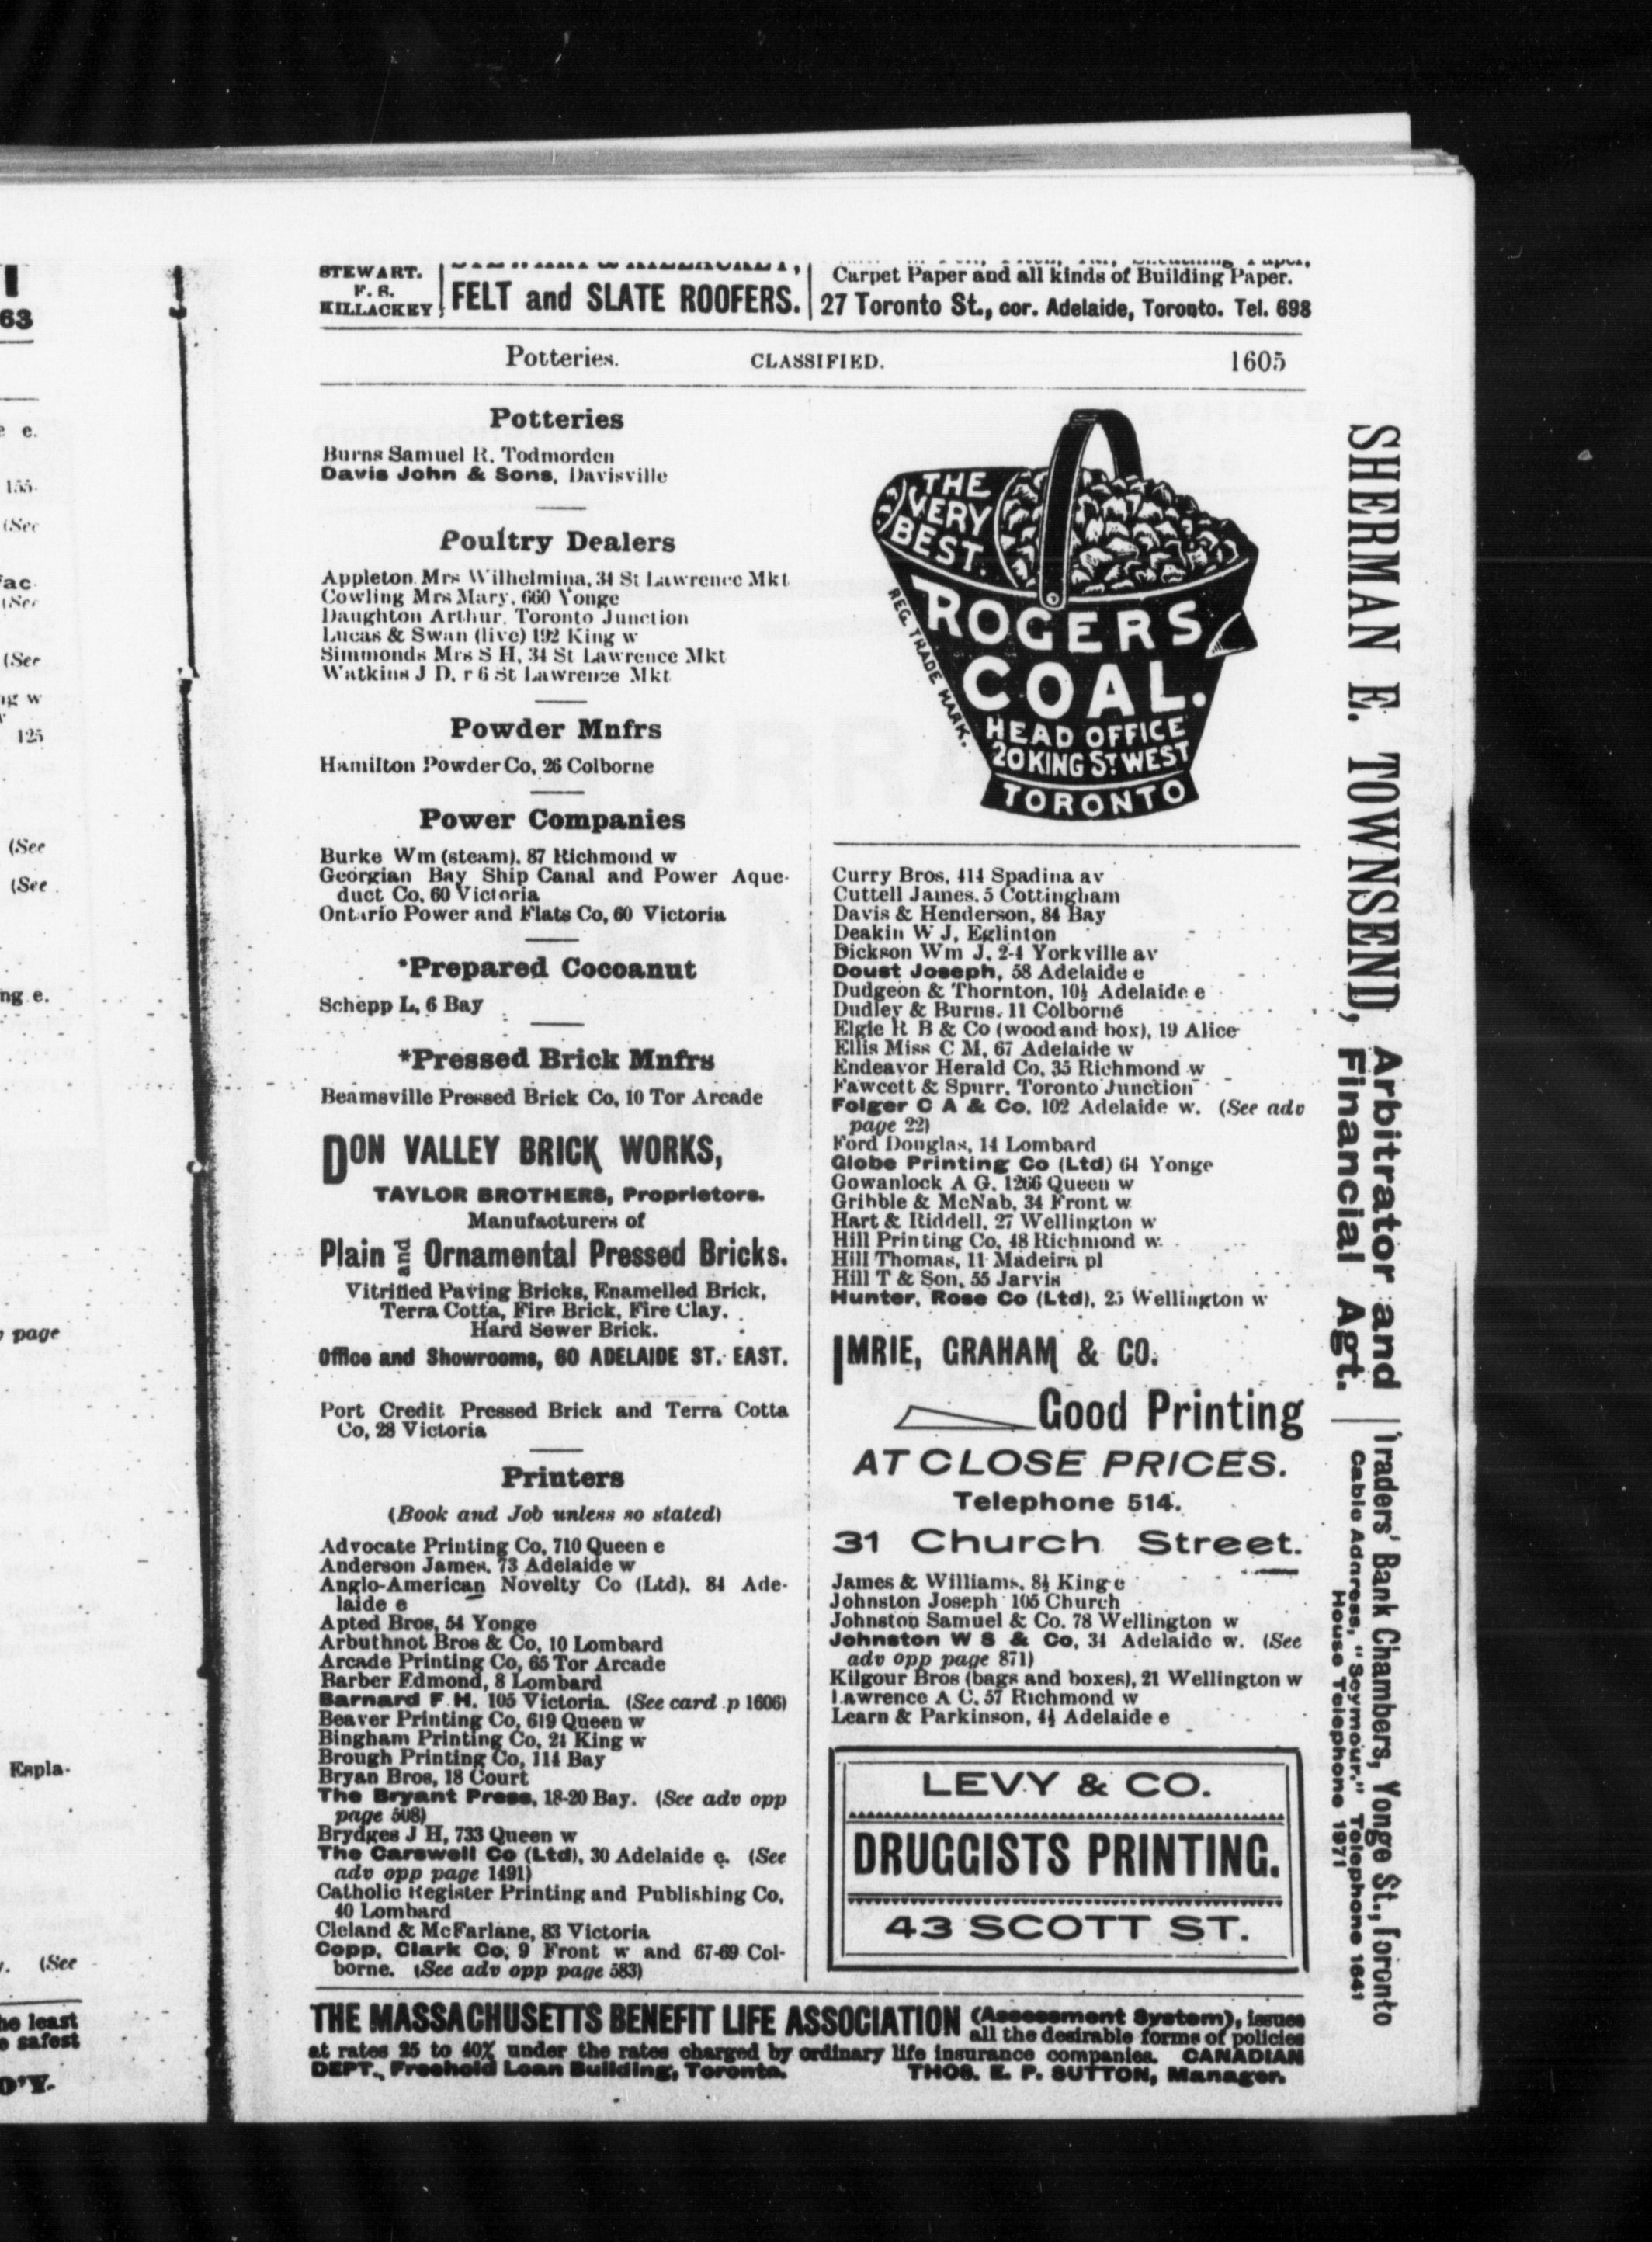 63
e c.
155-
(See
(See
(See
ng w
125
(See
(See
ng e.
page
Espla-
(See
he least
e safest
O'Y.
STEWART.
F. S.
KILLACKEY
FELT and SLATE ROOFERS.
Carpet Paper and all kinds of Building Paper.
27 Toronto St., cor. Adelaide, Toronto. Tel. 698
Potteries. CLASSIFIED. 1605
Potteries
Burns Samuel R. Todmorden
Davis John & Sons, Davisville
Poultry Dealers
Appleton Mrs Wilhelmina, 34 St Lawrence Mkt
Cowling Mrs Mary, 660 Yonge
Daughton Arthur, Toronto Junction
Lucas & Swan (live) 192 King w
Simmonds Mrs S H, 34 St Lawrence Mkt
Watkins J D, r 6 St Lawrence Mkt
Powder Mnfrs
Hamilton Powder Co, 26 Colborne
Power Companies
Burke Wm (steam), 87 Richmond w
Georgian Bay Ship Canal and Power Aque-
duct Co, 60 Victoria
Ontario Power and Flats Co, 60 Victoria
*Prepared Cocoanut
Schepp L, 6 Bay
*Pressed Brick Mnfrs
Beamsville Pressed Brick Co, 10 Tor Arcade
DON VALLEY BRICK WORKS,
TAYLOR BROTHERS, Proprietors.
Manufacturers of
Plain and Ornamental Pressed Bricks.
Vitrified Paving Bricks, Enamelled Brick,
Terra Cotta, Fire Brick, Fire Clay.
Hard Sewer Brick.
Office and Showrooms, 60 ADELAIDE ST. EAST.
Port Credit Pressed Brick and Terra Cotta
Co, 28 Victoria
Printers
(Book and Job unless so stated)
Advocate Printing Co, 710 Queen e
Anderson James, 73 Adelaide w
Anglo-American Novelty Co (Ltd), 84 Ade-
laide e
Apted Bros, 54 Yonge
Arbuthnot Bros & Co, 10 Lombard
Arcade Printing Co, 65 Tor Arcade
Barber Edmond, 8 Lombard
Barnard F H, 105 Victoria. (See card p 1606)
Beaver Printing Co, 619 Queen w
Bingham Printing Co, 21 King w
Brough Printing Co, 114 Bay
Bryan Bros, 18 Court
The Bryant Press, 18-20 Bay. (See adv opp
page 508)
Brydges J H, 733 Queen w
The Carswell Co (Ltd), 30 Adelaide e. (See
adv opp page 1491)
Catholic Register Printing and Publishing Co,
40 Lombard
Cleland & McFarlane, 83 Victoria
Copp, Clark Co, 9 Front w and 67-69 Col-
borne. (See adv opp page 583)
THE
VERY
BEST.
ROGERS
COAL.
HEAD OFFICE
20 KING ST WEST
TORONTO
REG. TRADE MARK.
Curry Bros, 414 Spadina av
Cuttell James, 5 Cottingham
Davis & Henderson, 84 Bay
Deakin W J, Eglinton
Dickson Wm J, 2-4 Yorkville av
Doust Joseph, 58 Adelaide e
Dudgeon & Thornton, 10½ Adelaide e
Dudley & Burns, 11 Colborne
Elgie R B & Co (wood and box), 19 Alice
Ellis Miss C M, 67 Adelaide w
Endeavor Herald Co, 35 Richmond w
Fawcett & Spurr, Toronto Junction
Folger C A & Co, 102 Adelaide w. (See adv
page 22)
Ford Douglas, 14 Lombard
Globe Printing Co (Ltd) 64 Yonge
Gowanlock A G, 1266 Queen w
Gribble & McNab, 34 Front w
Hart & Riddell, 27 Wellington w
Hill Printing Co, 48 Richmond w
Hill Thomas, 11 Madeira pl
Hill T & Son, 55 Jarvis
Hunter, Rose Co (Ltd), 25 Wellington w
IMRIE, GRAHAM & CO.
Good Printing
AT CLOSE PRICES.
Telephone 514.
31 Church Street.
James & Williams, 8½ King e
Johnston Joseph 105 Church
Johnston Samuel & Co, 78 Wellington w
Johnston W S & Co, 34 Adelaide w. (See
adv opp page 871)
Kilgour Bros (bags and boxes), 21 Wellington w
Lawrence A C, 57 Richmond w
Learn & Parkinson, 4½ Adelaide e
LEVY & CO.
DRUGGISTS PRINTING.
43 SCOTT ST.
SHERMAN E. TOWNSEND,
Arbitrator and
Financial Agt.
Traders' Bank Chambers, Yonge St., Toronto
Cable Address, "Seymour." Telephone 1641
House Telephone 1971
THE MASSACHUSETTS BENEFIT LIFE ASSOCIATION (Assessment System), issues
all the desirable forms of policies
at rates 25 to 40% under the rates charged by ordinary life insurance companies. CANADIAN
DEPT., Freehold Loan Building, Toronto. THOS. E. P. SUTTON, Manager.